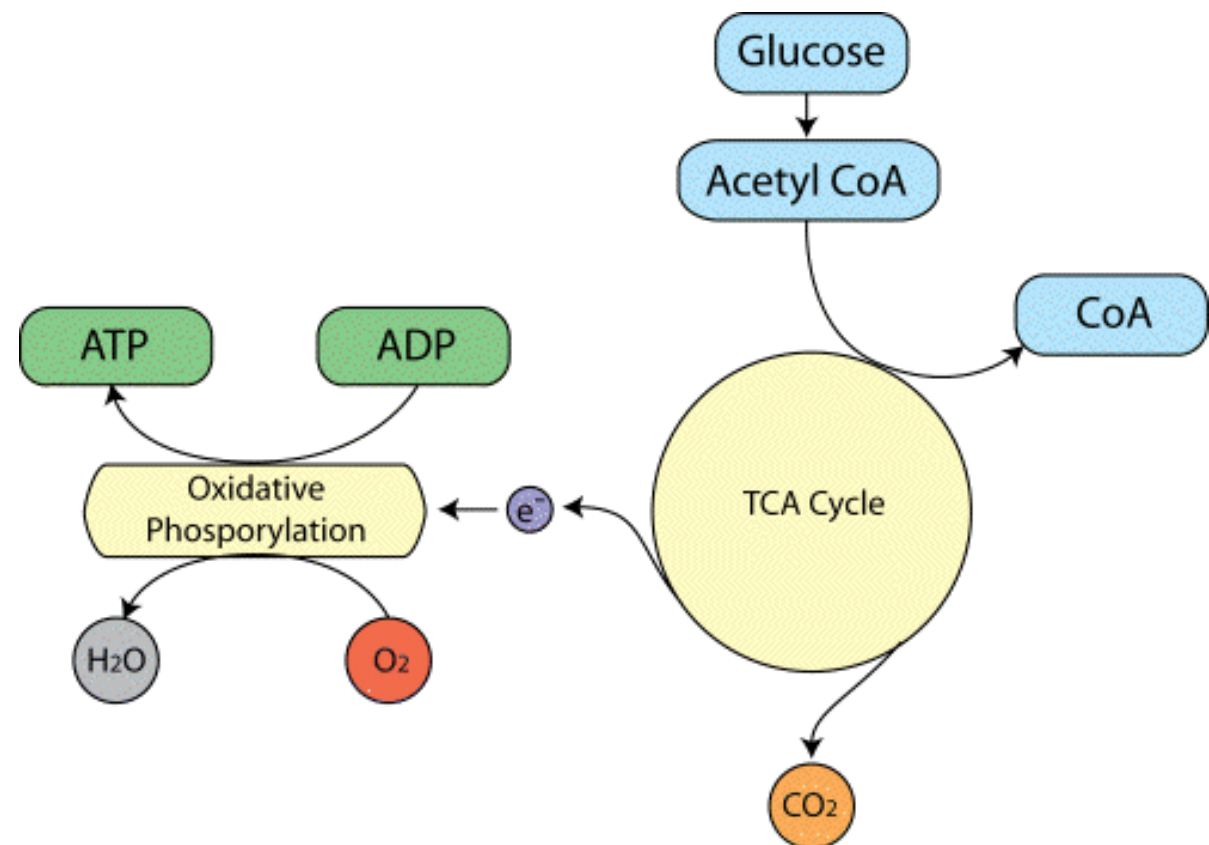 Glucose
Acetyl CoA
CoA
ATP
ADP
Oxidative
Phosporylation
e⁻
TCA Cycle
H₂O
O₂
CO₂